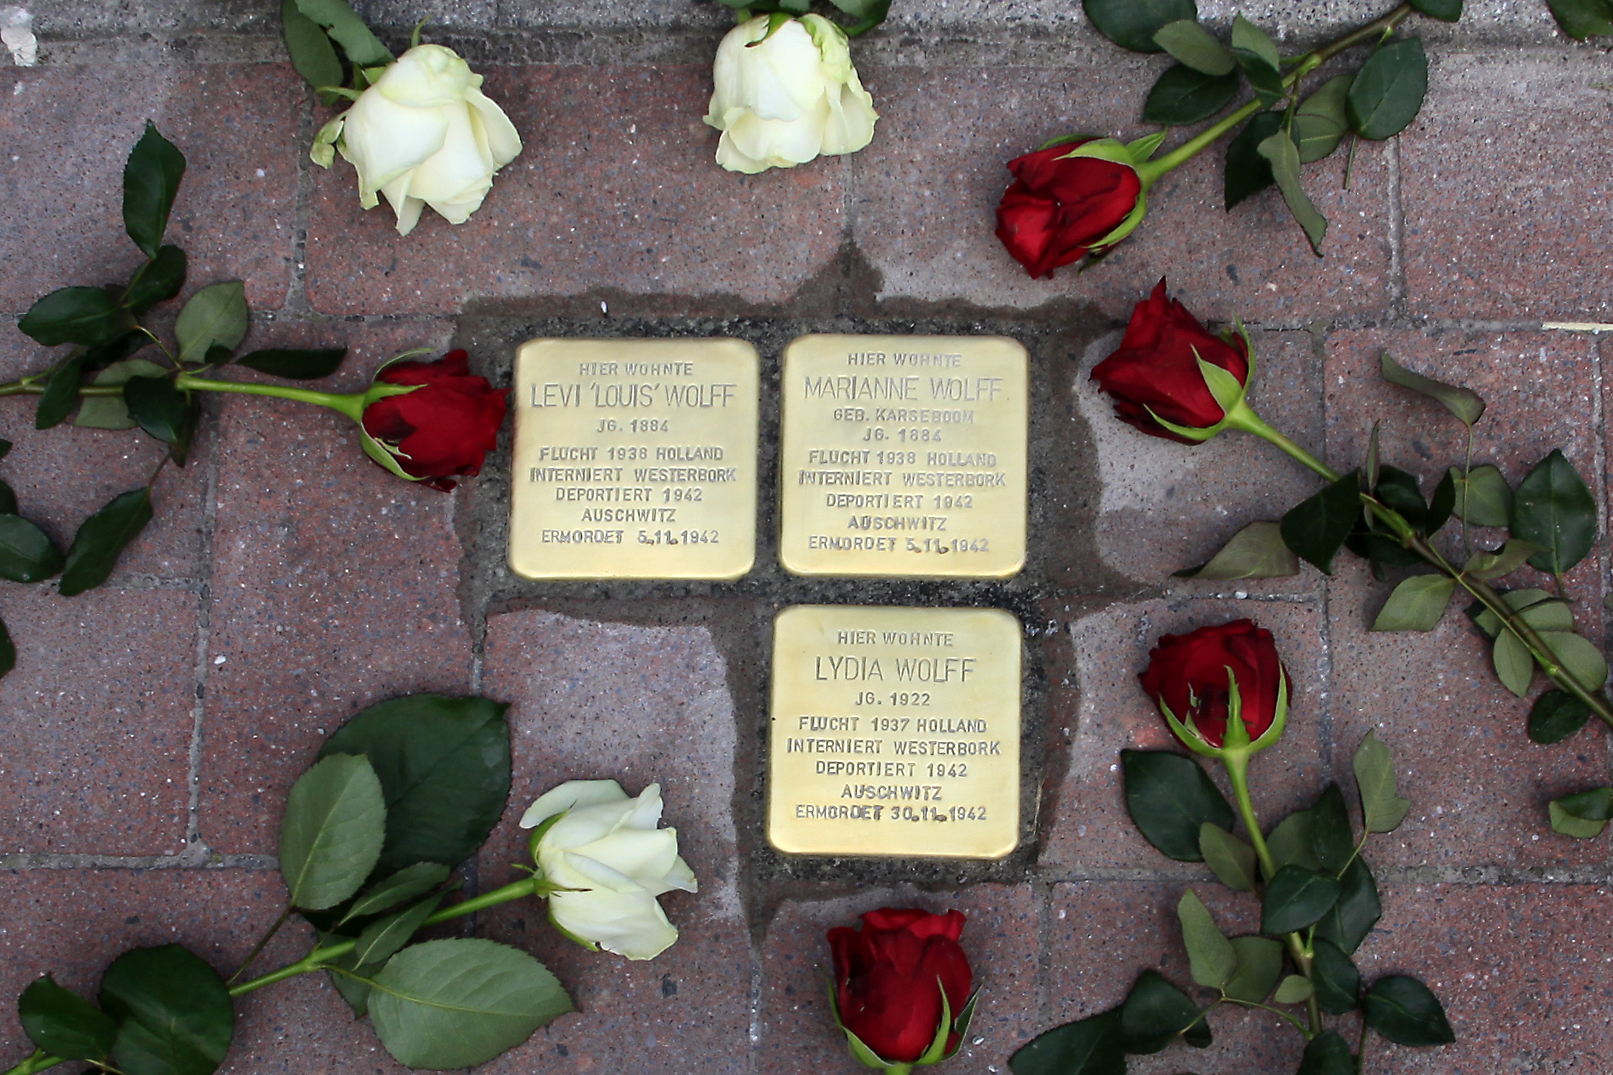 HIER WOHNTE
LEVI 'LOUIS' WOLFF
JG. 1884
FLUCHT 1938 HOLLAND
INTERNIERT WESTERBORK
DEPORTIERT 1942
AUSCHWITZ
ERMORDET 5.11.1942
HIER WOHNTE
MARIANNE WOLFF
GEB. KARSEBOOM
JG. 1884
FLUCHT 1938 HOLLAND
INTERNIERT WESTERBORK
DEPORTIERT 1942
AUSCHWITZ
ERMORDET 5.11.1942
HIER WOHNTE
LYDIA WOLFF
JG. 1922
FLUCHT 1937 HOLLAND
INTERNIERT WESTERBORK
DEPORTIERT 1942
AUSCHWITZ
ERMORDET 30.11.1942